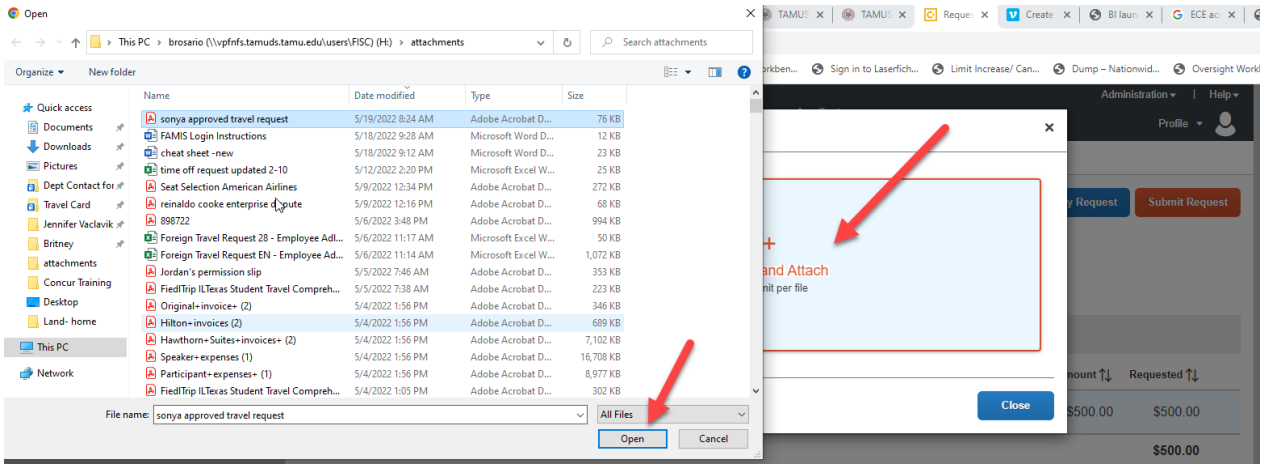 Open
This PC > brosario (\\vpfnfs.tamuds.tamu.edu\users\FISC) (H:) > attachments
Search attachments
Organize
New folder
Name Date modified Type Size
Quick access
Documents
Downloads
Pictures
Dept Contact for
Travel Card
Jennifer Vaclavik
Britney
attachments
Concur Training
Desktop
Land- home
This PC
Network
sonya approved travel request 5/19/2022 8:24 AM Adobe Acrobat D... 76 KB
FAMIS Login Instructions 5/18/2022 9:28 AM Microsoft Word D... 12 KB
cheat sheet -new 5/18/2022 9:12 AM Microsoft Word D... 23 KB
time off request updated 2-10 5/12/2022 2:20 PM Microsoft Excel W... 25 KB
Seat Selection American Airlines 5/9/2022 12:34 PM Adobe Acrobat D... 272 KB
reinaldo cooke enterprise dispute 5/9/2022 12:16 PM Adobe Acrobat D... 68 KB
898722 5/6/2022 3:48 PM Adobe Acrobat D... 994 KB
Foreign Travel Request 28 - Employee Adl... 5/6/2022 11:17 AM Microsoft Excel W... 50 KB
Foreign Travel Request EN - Employee Ad... 5/6/2022 11:14 AM Microsoft Excel W... 1,072 KB
Jordan's permission slip 5/5/2022 7:46 AM Adobe Acrobat D... 353 KB
FiedlTrip ILTexas Student Travel Compreh... 5/5/2022 7:38 AM Adobe Acrobat D... 223 KB
Original+invoice+ (2) 5/4/2022 1:56 PM Adobe Acrobat D... 346 KB
Hilton+invoices (2) 5/4/2022 1:56 PM Adobe Acrobat D... 689 KB
Hawthorn+Suites+invoices+ (2) 5/4/2022 1:56 PM Adobe Acrobat D... 7,102 KB
Speaker+expenses (1) 5/4/2022 1:56 PM Adobe Acrobat D... 16,708 KB
Participant+expenses+ (1) 5/4/2022 1:56 PM Adobe Acrobat D... 8,977 KB
FiedlTrip ILTexas Student Travel Compreh... 5/4/2022 1:05 PM Adobe Acrobat D... 302 KB
File name: sonya approved travel request All Files
Open Cancel
TAMUS TAMUS Reques Create BI laun ECE acc
orkben... Sign in to Laserfich... Limit Increase/ Can... Dump – Nationwid... Oversight Workl
Administration | Help
Profile
y Request Submit Request
and Attach
mit per file
Close
mount Requested
$500.00 $500.00
$500.00